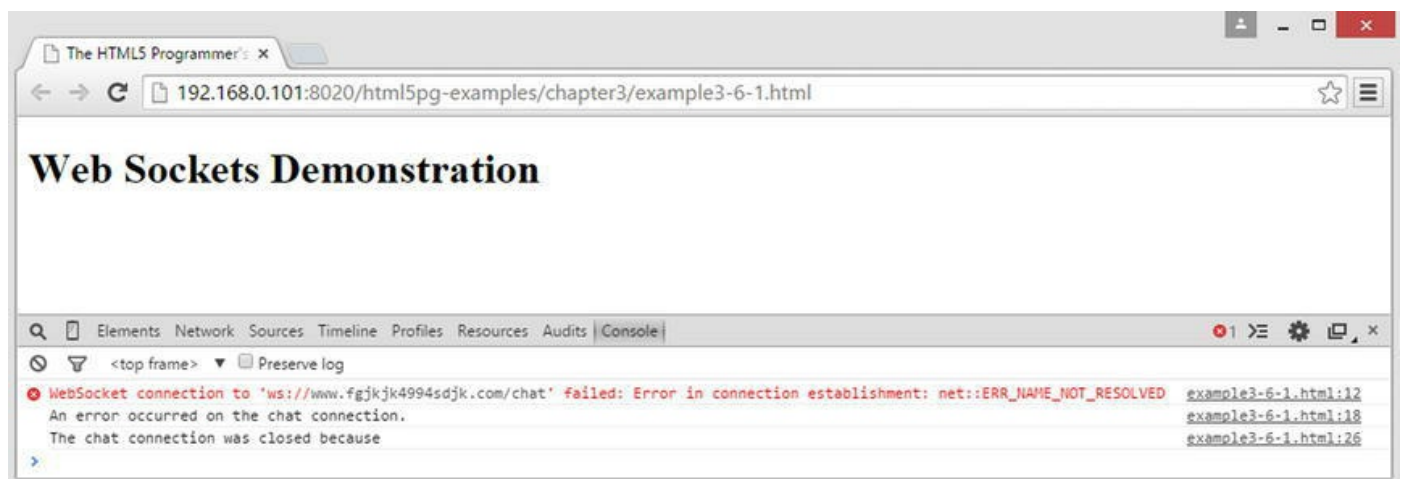 The HTML5 Programmer's
192.168.0.101:8020/html5pg-examples/chapter3/example3-6-1.html
Web Sockets Demonstration
Elements Network Sources Timeline Profiles Resources Audits Console 1
<top frame> ▼ Preserve log
WebSocket connection to 'ws://www.fgjkjk4994sdjk.com/chat' failed: Error in connection establishment: net::ERR_NAME_NOT_RESOLVED example3-6-1.html:12
An error occurred on the chat connection. example3-6-1.html:18
The chat connection was closed because example3-6-1.html:26